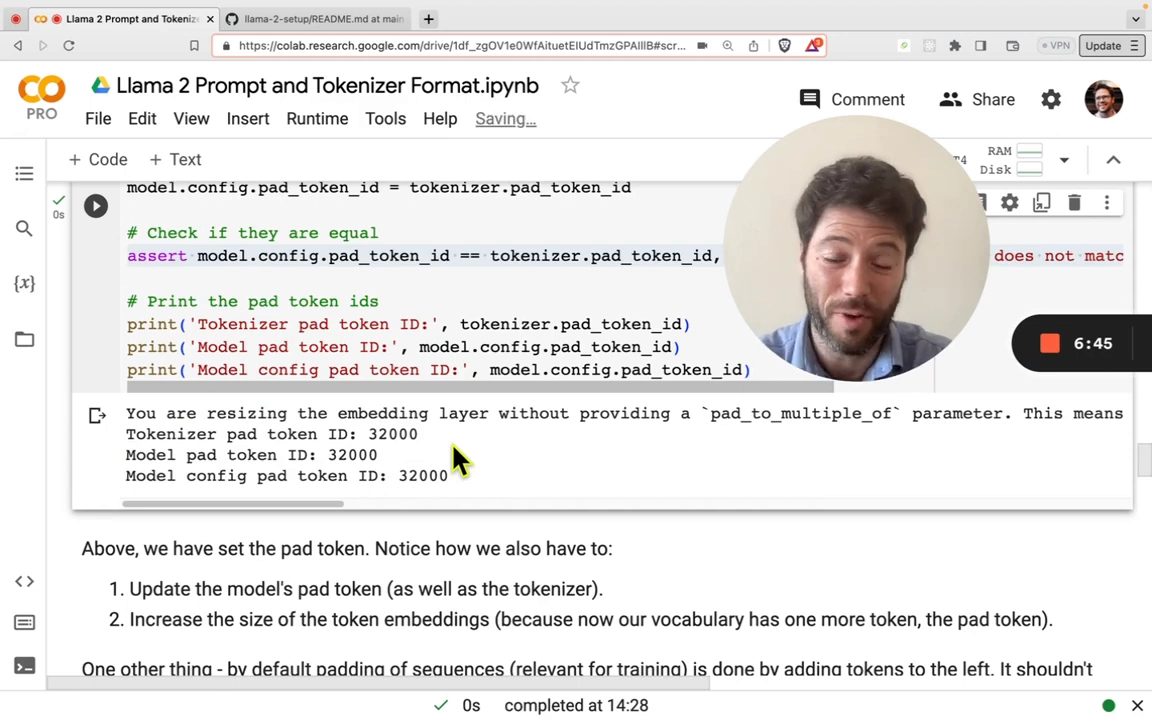 Llama 2 Prompt and Tokeniz
llama-2-setup/README.md at main
https://colab.research.google.com/drive/1df_zgOV1e0WfAituetEIUdTmzGPAIllB#scr...
VPN
Update
PRO
Llama 2 Prompt and Tokenizer Format.ipynb
File Edit View Insert Runtime Tools Help Saving...
Comment
Share
+ Code + Text
T4
RAM
Disk
0s
model.config.pad_token_id = tokenizer.pad_token_id
# Check if they are equal
assert model.config.pad_token_id == tokenizer.pad_token_id, does not matc
# Print the pad token ids
print('Tokenizer pad token ID:', tokenizer.pad_token_id)
print('Model pad token ID:', model.config.pad_token_id)
print('Model config pad token ID:', model.config.pad_token_id)
6:45
You are resizing the embedding layer without providing a `pad_to_multiple_of` parameter. This means
Tokenizer pad token ID: 32000
Model pad token ID: 32000
Model config pad token ID: 32000
Above, we have set the pad token. Notice how we also have to:
1. Update the model's pad token (as well as the tokenizer).
2. Increase the size of the token embeddings (because now our vocabulary has one more token, the pad token).
One other thing - by default padding of sequences (relevant for training) is done by adding tokens to the left. It shouldn't
0s completed at 14:28